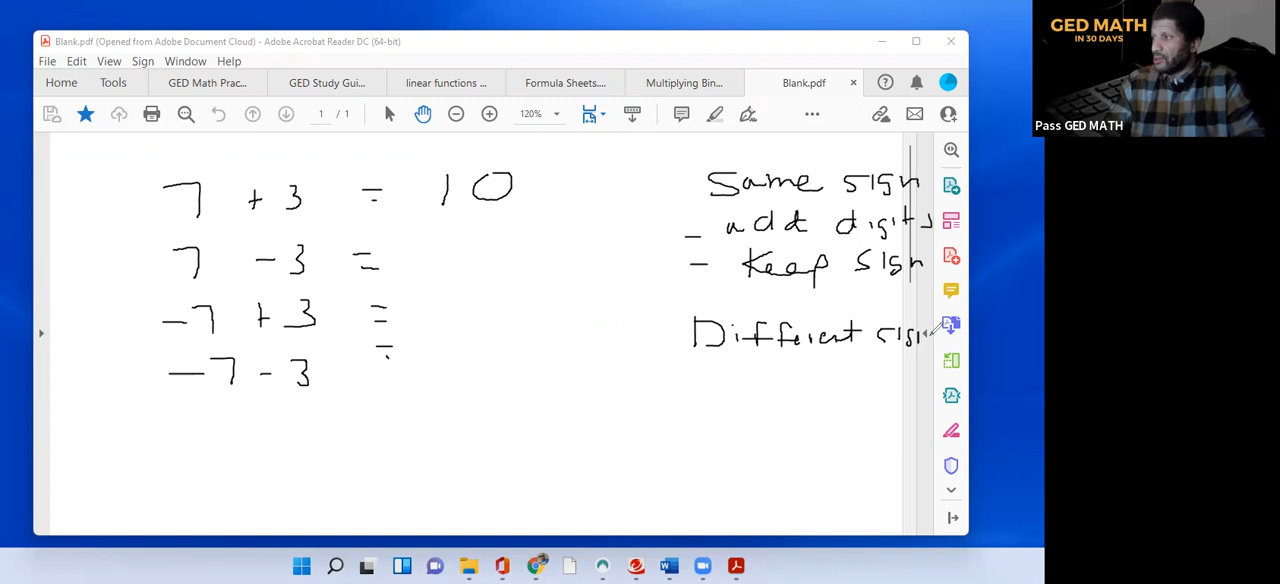 Blank.pdf (Opened from Adobe Document Cloud) - Adobe Acrobat Reader DC (64-bit)
File Edit View Sign Window Help
Home Tools GED Math Prac... GED Study Gui... linear functions ... Formula Sheets.... Multiplying Bin... Blank.pdf
1 / 1 120%
7 + 3 = 10
7 - 3 =
-7 + 3 =
-7 - 3 =
Same sign
- add digits
- Keep sign
Different sign
GED MATH
IN 30 DAYS
Pass GED MATH